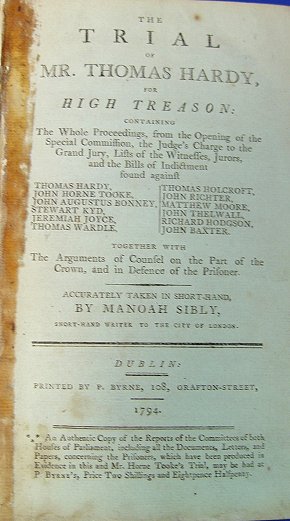 THE
TRIAL
OF
MR. THOMAS HARDY,
FOR
HIGH TREASON:
CONTAINING
The Whole Proceedings, from the Opening of the
Special Commission, the Judge's Charge to the
Grand Jury, Lists of the Witnesses, Jurors,
and the Bills of Indictment
found against
THOMAS HARDY,
JOHN HORNE TOOKE,
JOHN AUGUSTUS BONNEY,
STEWART KYD,
JEREMIAH JOYCE,
THOMAS WARDLE,
THOMAS HOLCROFT,
JOHN RICHTER,
MATTHEW MOORE,
JOHN THELWALL,
RICHARD HODGSON,
JOHN BAXTER.
TOGETHER WITH
The Arguments of Counsel on the Part of the
Crown, and in Defence of the Prisoner.
ACCURATELY TAKEN IN SHORT-HAND,
BY MANOAH SIBLY,
SHORT-HAND WRITER TO THE CITY OF LONDON.
DUBLIN:
PRINTED BY P. BYRNE, 108, GRAFTON-STREET,
1794.
*** An Authentic Copy of the Reports of the Committees of both
Houses of Parliament, including all the Documents, Letters, and
Papers, concerning the Prisoners, which have been produced in
Evidence in this and Mr. Horne Tooke's Trial, may be had at
P BYRNE'S, Price Two Shillings and Eightpence Halfpenny.